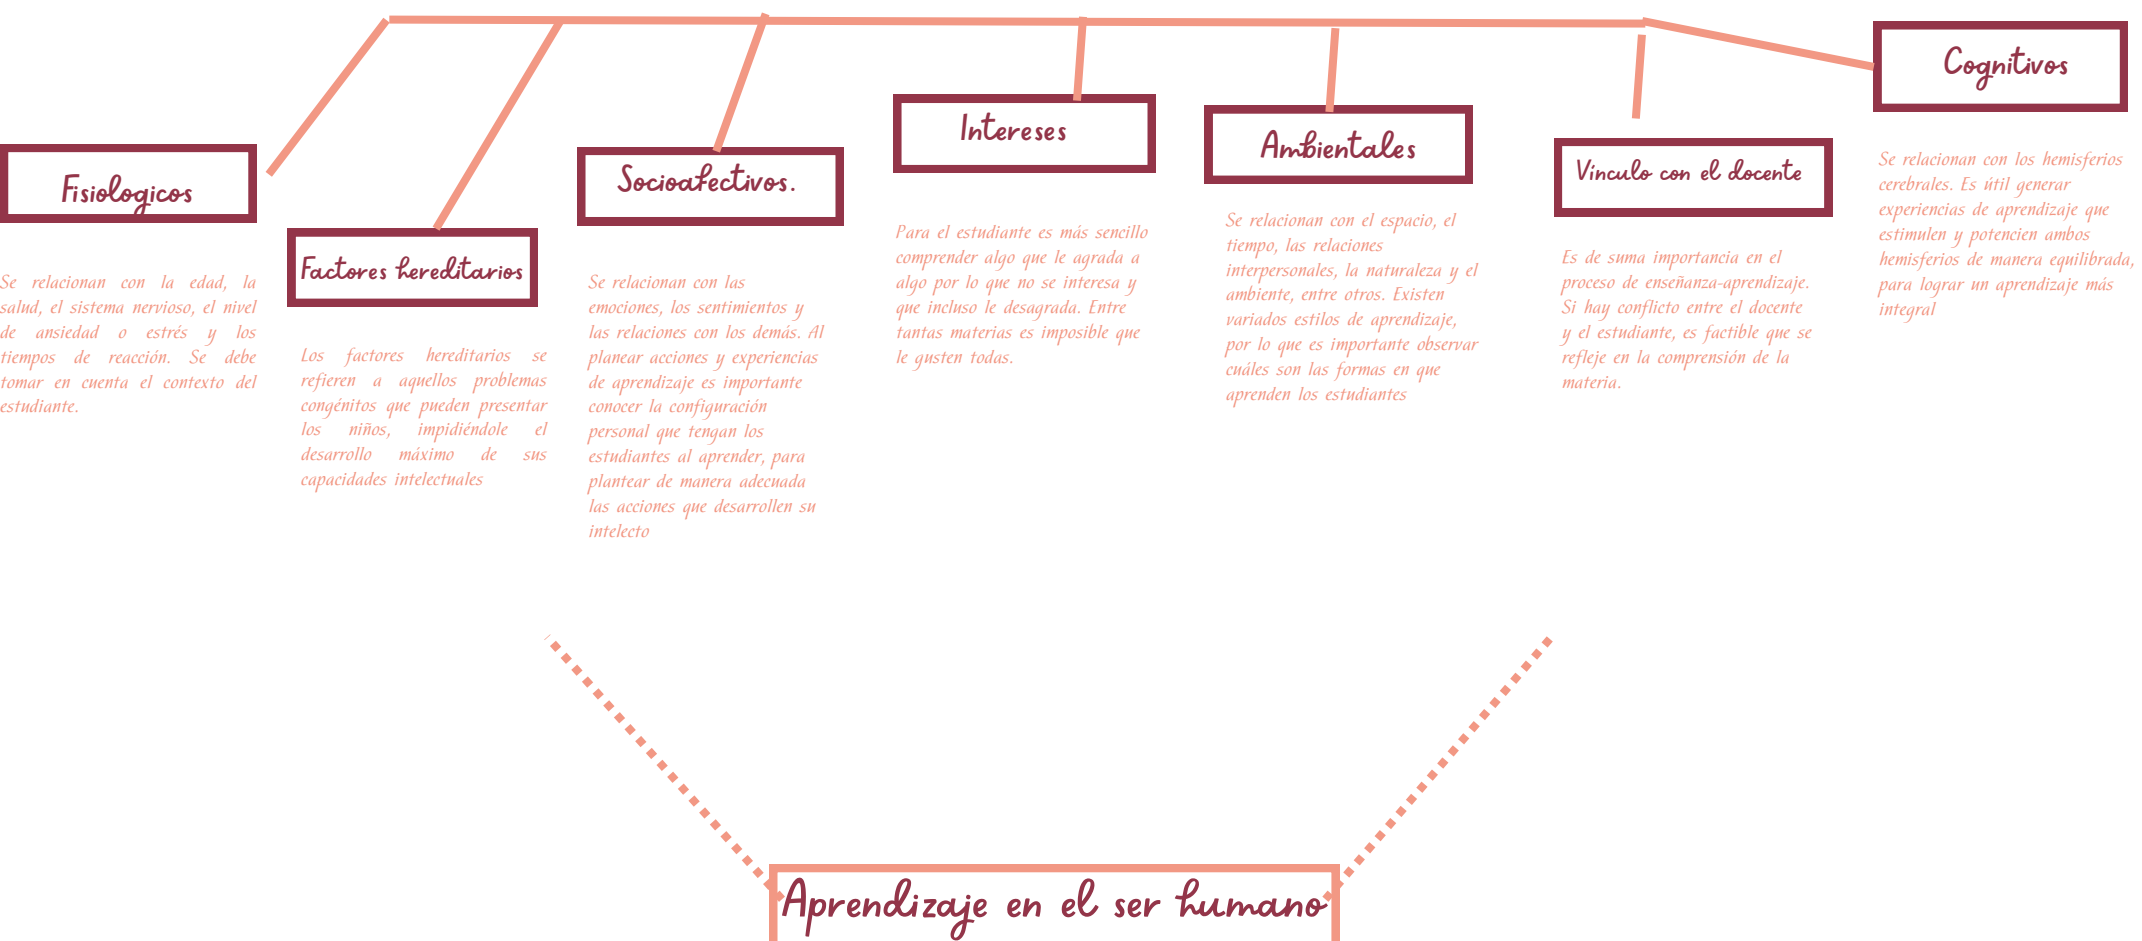 Fisiologicos
Se relacionan con la edad, la
salud, el sistema nervioso, el nivel
de ansiedad o estrés y los
tiempos de reacción. Se debe
tomar en cuenta el contexto del
estudiante.
Factores hereditarios
Los factores hereditarios se
refieren a aquellos problemas
congénitos que pueden presentar
los niños, impidiéndole el
desarrollo máximo de sus
capacidades intelectuales
Socioafectivos.
Se relacionan con las
emociones, los sentimientos y
las relaciones con los demás. Al
planear acciones y experiencias
de aprendizaje es importante
conocer la configuración
personal que tengan los
estudiantes al aprender, para
plantear de manera adecuada
las acciones que desarrollen su
intelecto
Intereses
Para el estudiante es más sencillo
comprender algo que le agrada a
algo por lo que no se interesa y
que incluso le desagrada. Entre
tantas materias es imposible que
le gusten todas.
Ambientales
Se relacionan con el espacio, el
tiempo, las relaciones
interpersonales, la naturaleza y el
ambiente, entre otros. Existen
variados estilos de aprendizaje,
por lo que es importante observar
cuáles son las formas en que
aprenden los estudiantes
Vínculo con el docente
Es de suma importancia en el
proceso de enseñanza-aprendizaje.
Si hay conflicto entre el docente
y el estudiante, es factible que se
refleje en la comprensión de la
materia.
Cognitivos
Se relacionan con los hemisferios
cerebrales. Es útil generar
experiencias de aprendizaje que
estimulen y potencien ambos
hemisferios de manera equilibrada,
para lograr un aprendizaje más
integral
Aprendizaje en el ser humano